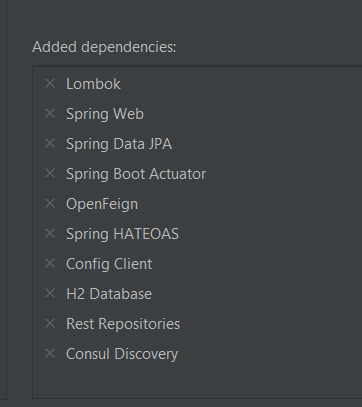 Added dependencies:
Lombok
Spring Web
Spring Data JPA
Spring Boot Actuator
OpenFeign
Spring HATEOAS
Config Client
H2 Database
Rest Repositories
Consul Discovery